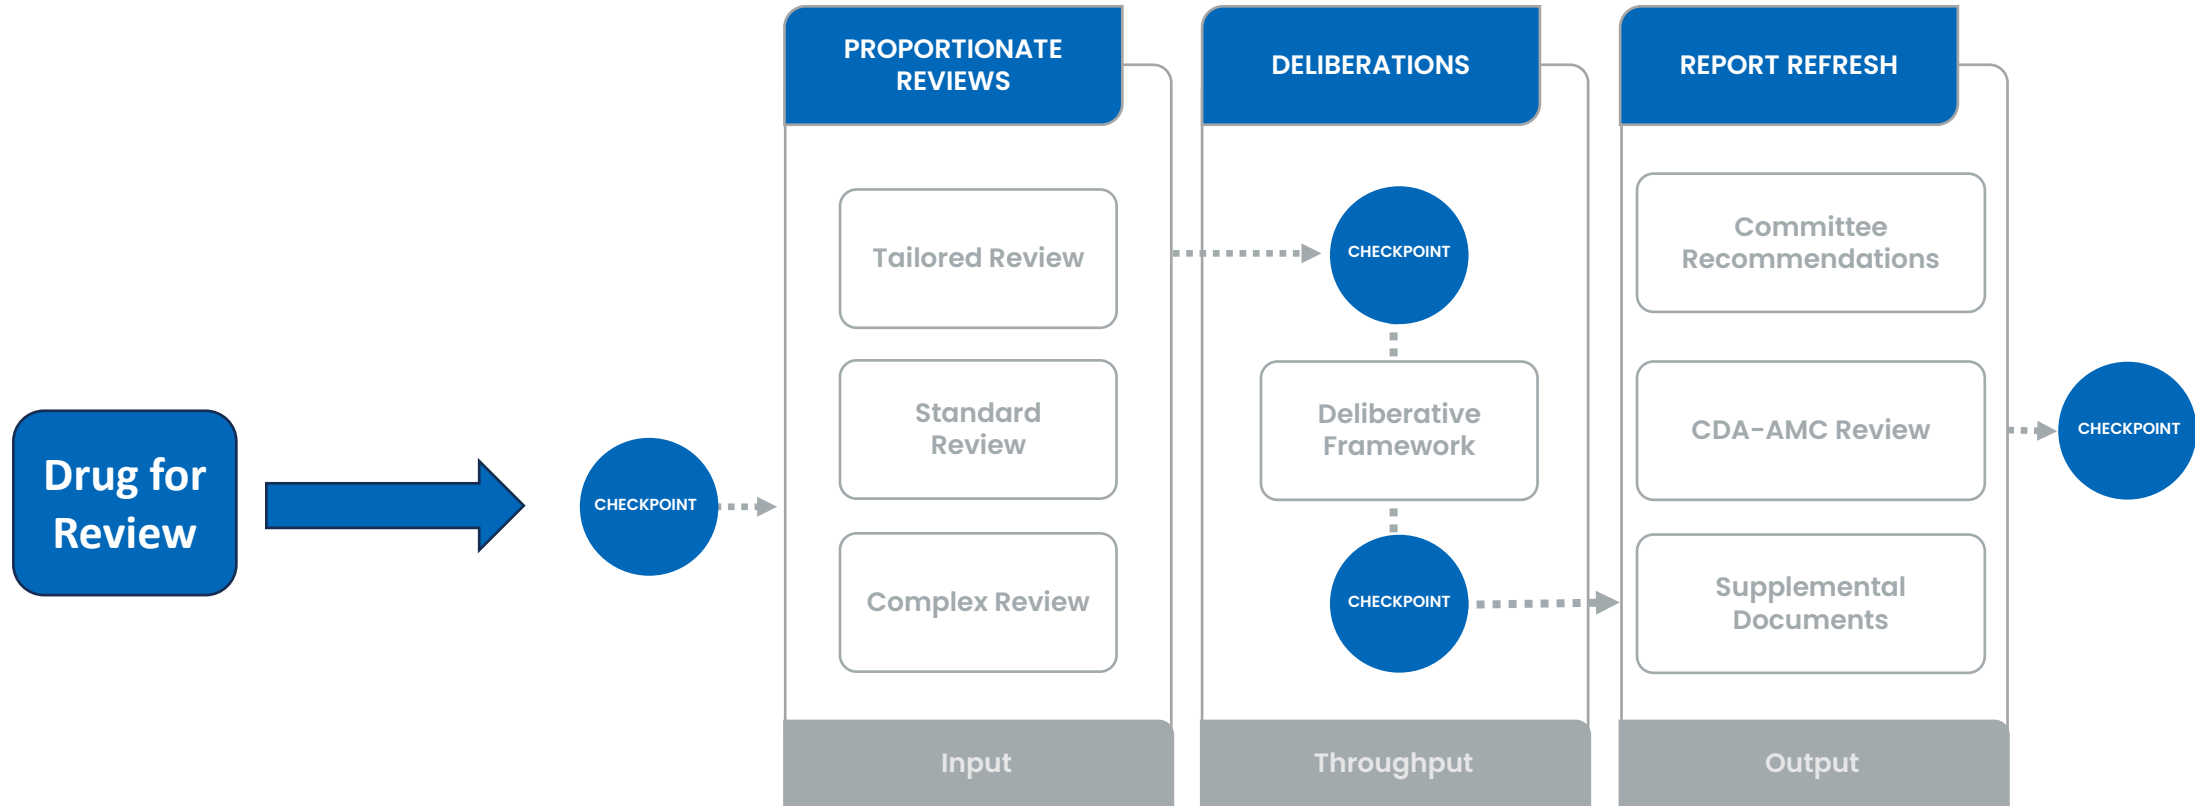 Drug for
Review
CHECKPOINT
PROPORTIONATE
REVIEWS
Tailored Review
Standard
Review
Complex Review
Input
DELIBERATIONS
CHECKPOINT
Deliberative
Framework
CHECKPOINT
Throughput
REPORT REFRESH
Committee
Recommendations
CDA-AMC Review
Supplemental
Documents
Output
CHECKPOINT